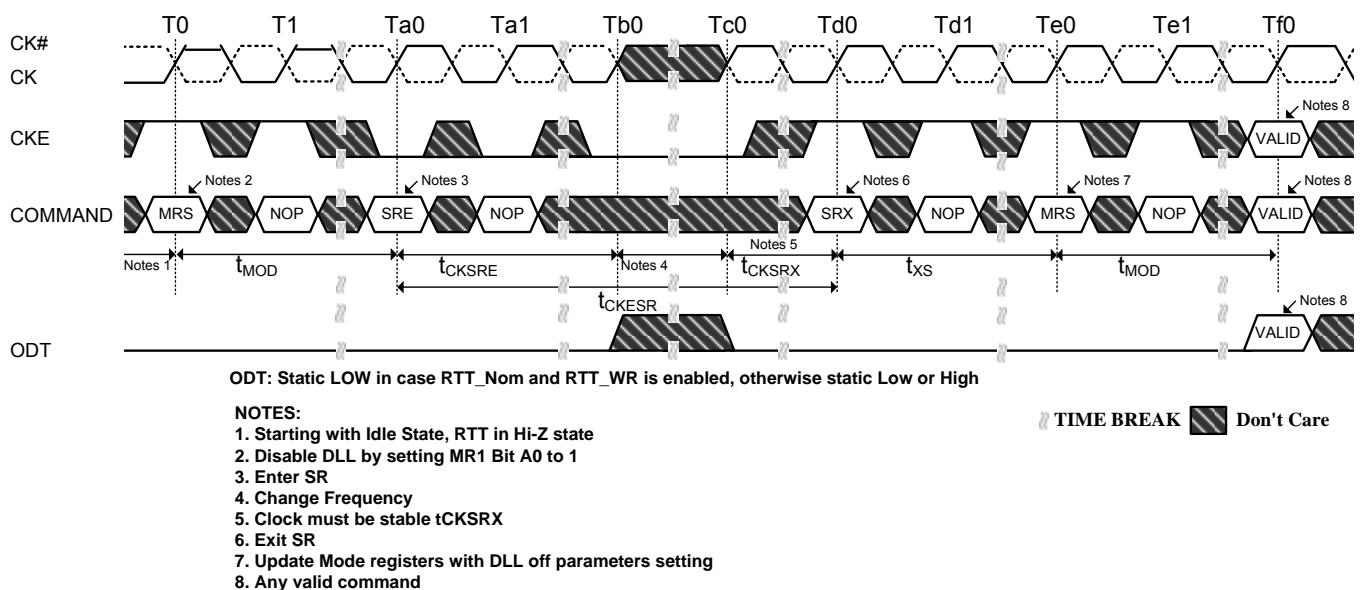 T0 T1 Ta0 Ta1 Tb0 Tc0 Td0 Td1 Te0 Te1 Tf0
CK#
CK
Notes 8
CKE VALID
Notes 2 Notes 3 Notes 6 Notes 7 Notes 8
COMMAND MRS NOP SRE NOP SRX NOP MRS NOP VALID
Notes 5
Notes 1 tMOD tCKSRE Notes 4 tCKSRX tXS tMOD
tCKESR
Notes 8
ODT VALID
ODT: Static LOW in case RTT_Nom and RTT_WR is enabled, otherwise static Low or High
NOTES:
1. Starting with Idle State, RTT in Hi-Z state
2. Disable DLL by setting MR1 Bit A0 to 1
3. Enter SR
4. Change Frequency
5. Clock must be stable tCKSRX
6. Exit SR
7. Update Mode registers with DLL off parameters setting
8. Any valid command
TIME BREAK Don't Care